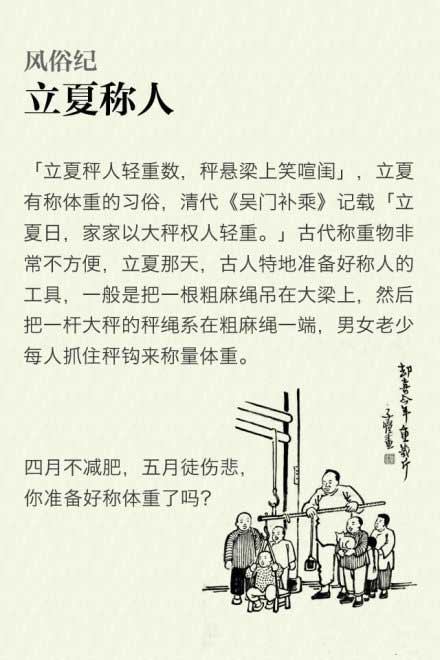 风俗纪
立夏称人
「立夏秤人轻重数，秤悬梁上笑喧闺」，立夏
有称体重的习俗，清代《吴门补乘》记载「立
夏日，家家以大秤权人轻重。」古代称重物非
常不方便，立夏那天，古人特地准备好称人的
工具，一般是把一根粗麻绳吊在大梁上，然后
把一杆大秤的秤绳系在粗麻绳一端，男女老少
每人抓住秤钩来称量体重。
却喜今年重几斤
子恺画
四月不减肥，五月徒伤悲，
你准备好称体重了吗？